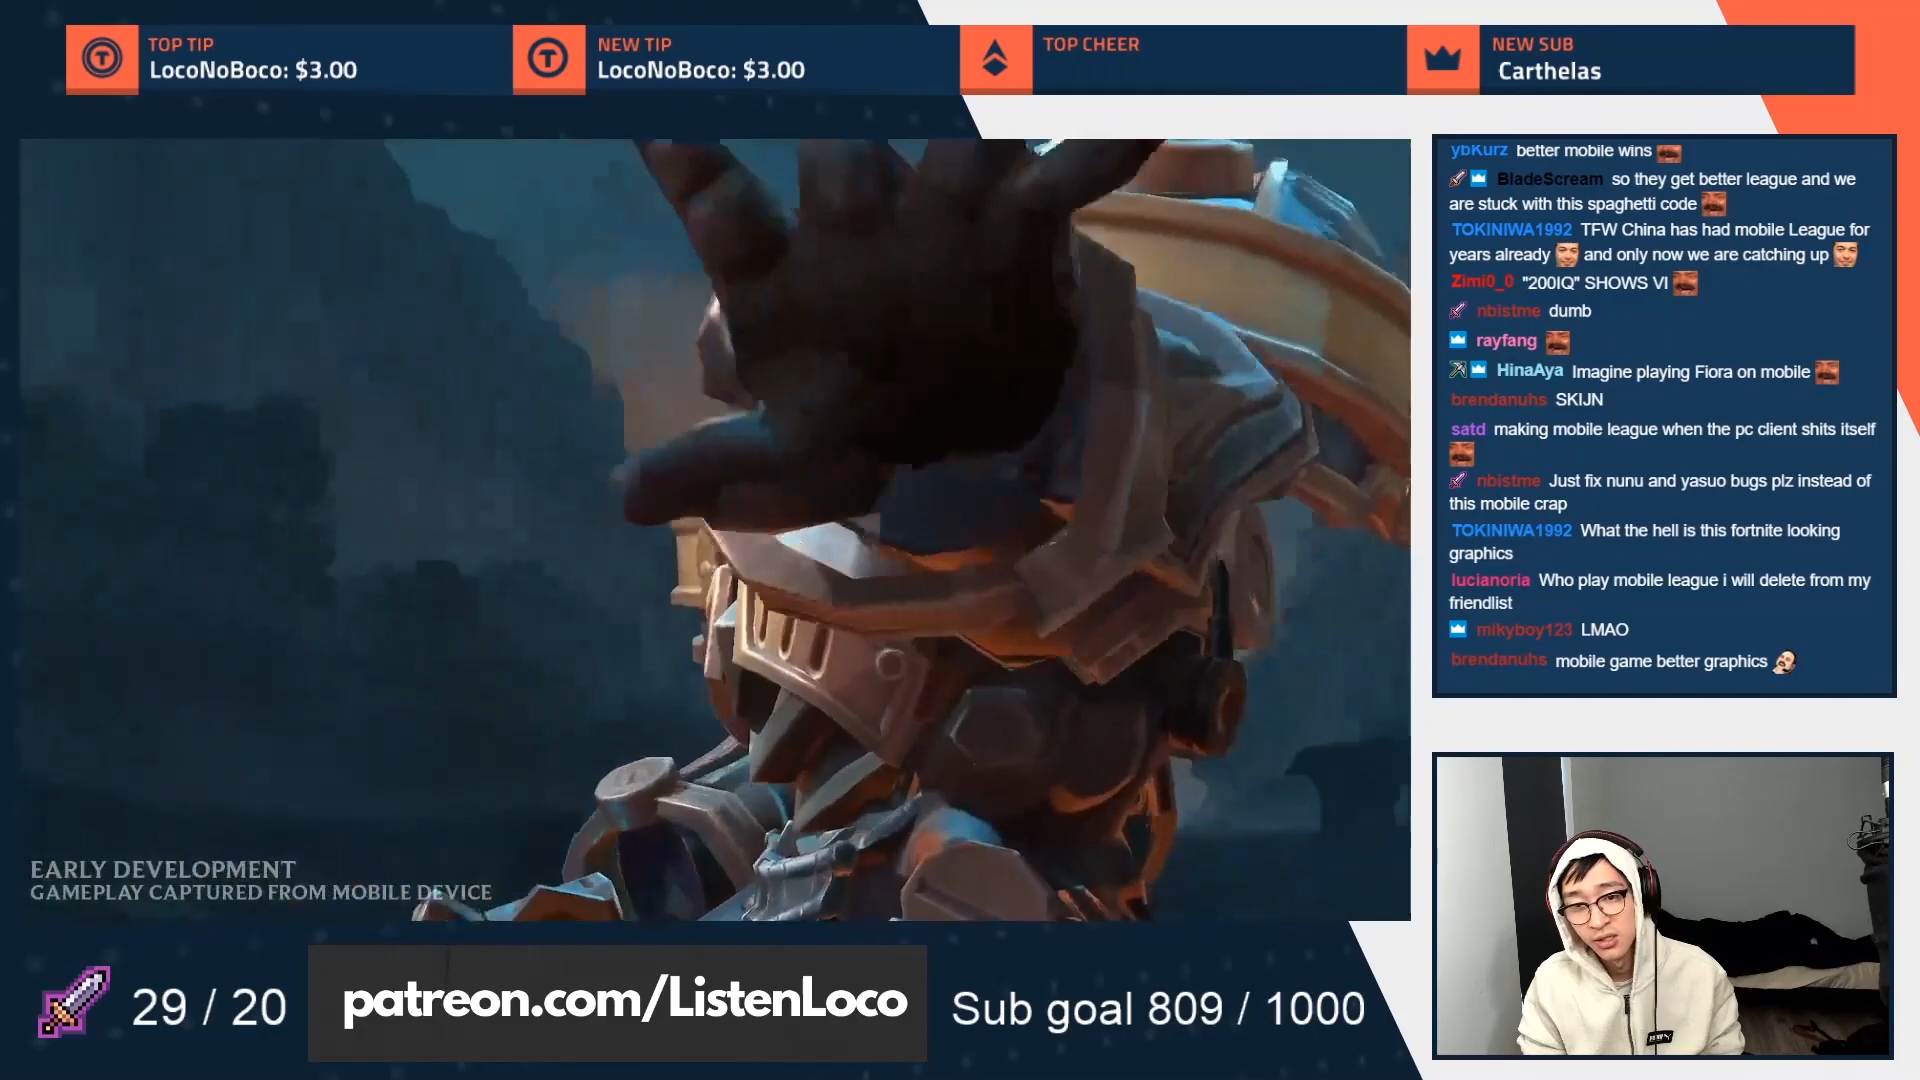 TOP TIP
LocoNoBoco: $3.00
NEW TIP
LocoNoBoco: $3.00
TOP CHEER
NEW SUB
Carthelas
ybKurz better mobile wins
BladeScream so they get better league and we
are stuck with this spaghetti code
TOKINIWA1992 TFW China has had mobile League for
years already and only now we are catching up
Zimi0_0 "200IQ" SHOWS VI
nbistme dumb
rayfang
HinaAya Imagine playing Fiora on mobile
brendanuhs SKIJN
satd making mobile league when the pc client shits itself
nbistme Just fix nunu and yasuo bugs plz instead of
this mobile crap
TOKINIWA1992 What the hell is this fortnite looking
graphics
lucianoria Who play mobile league i will delete from my
friendlist
mikyboy123 LMAO
brendanuhs mobile game better graphics
EARLY DEVELOPMENT
GAMEPLAY CAPTURED FROM MOBILE DEVICE
29 / 20
patreon.com/ListenLoco
Sub goal 809 / 1000